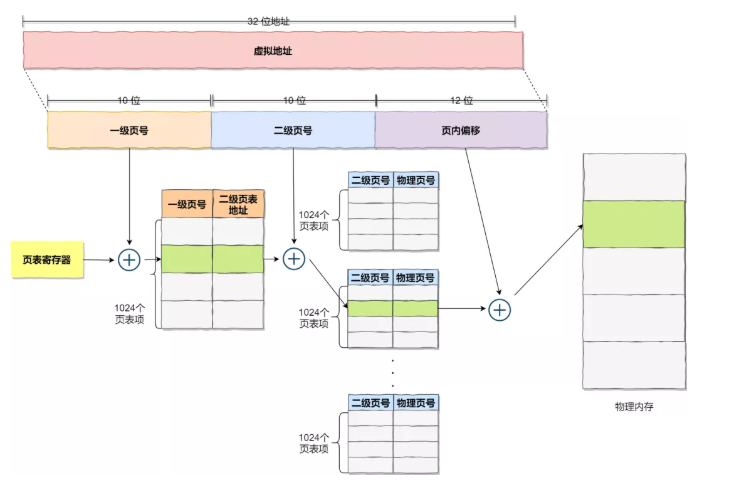 32 位地址
虚拟地址
10 位
10 位
12 位
一级页号
二级页号
页内偏移
二级页号 物理页号
1024个
页表项
一级页号
二级页表
地址
页表寄存器
1024个
页表项
二级页号 物理页号
1024个
页表项
二级页号 物理页号
1024个
页表项
物理内存